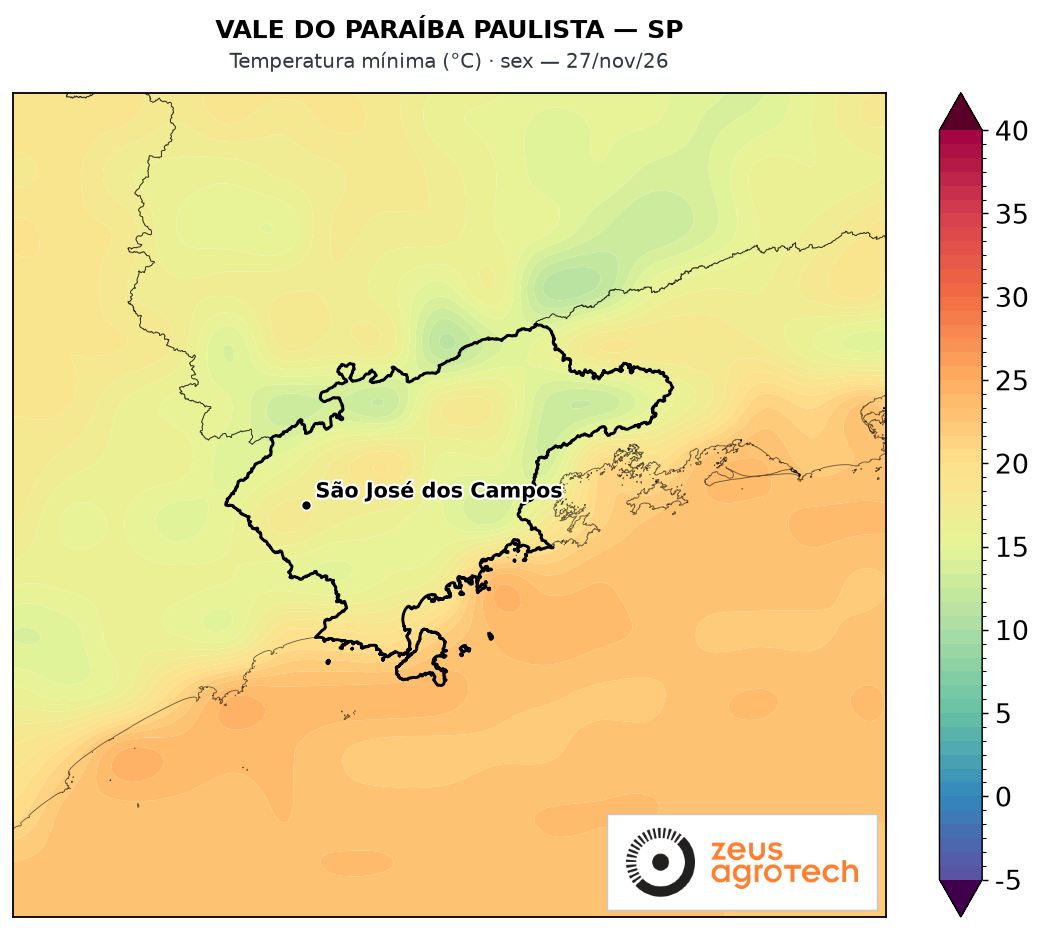 VALE DO PARAÍBA PAULISTA — SP
Temperatura mínima (°C) · sex — 27/nov/26
40
35
30
25
20
15
10
5
0
-5
São José dos Campos
zeus
agrotech